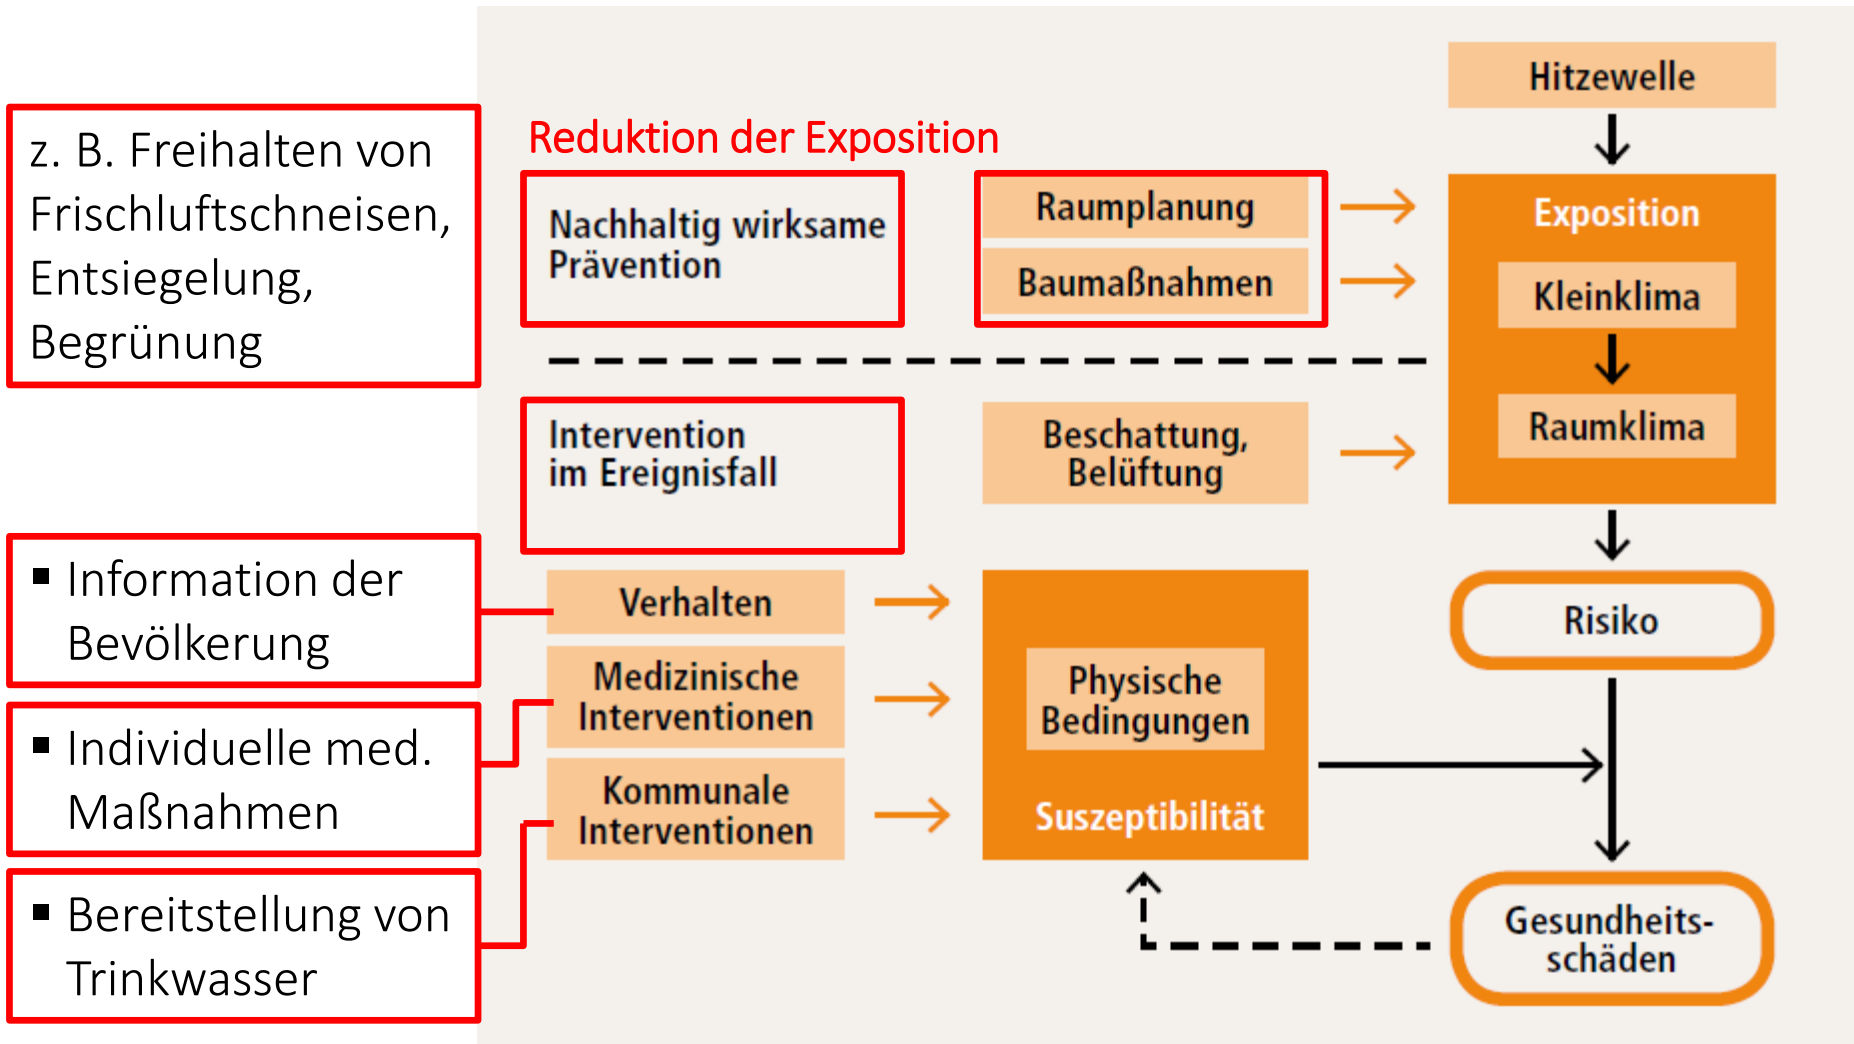 z. B. Freihalten von
Frischluftschneisen,
Entsiegelung,
Begrünung
▪ Information der
Bevölkerung
▪ Individuelle med.
Maßnahmen
▪ Bereitstellung von
Trinkwasser
Reduktion der Exposition
Nachhaltig wirksame
Prävention
Raumplanung
Baumaßnahmen
Intervention
im Ereignisfall
Beschattung,
Belüftung
Verhalten
Medizinische
Interventionen
Kommunale
Interventionen
Physische
Bedingungen
Suszeptibilität
Hitzewelle
Exposition
Kleinklima
Raumklima
Risiko
Gesundheits-
schäden